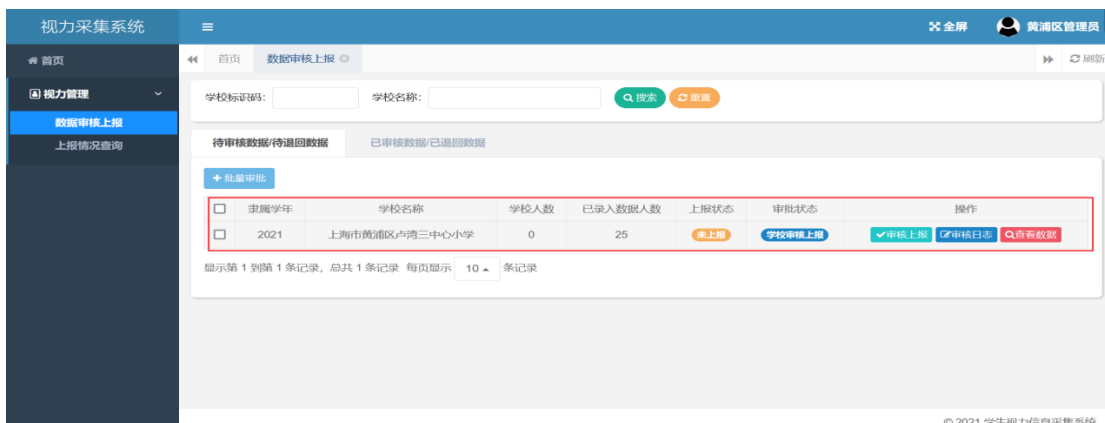 视力采集系统
全屏 黄浦区管理员
首页
首页 数据审核上报 刷新
视力管理
数据审核上报
上报情况查询
学校标识码: 学校名称: 搜索 重置
待审核数据/待退回数据 已审核数据/已退回数据
+ 批量审批
隶属学年 学校名称 学校人数 已录入数据人数 上报状态 审批状态 操作
2021 上海市黄浦区卢湾三中心小学 0 25 未上报 学校审核上报 审核上报 审核日志 查看数据
显示第 1 到第 1 条记录, 总共 1 条记录 每页显示 10 条记录
© 2021 学生视力信息采集系统